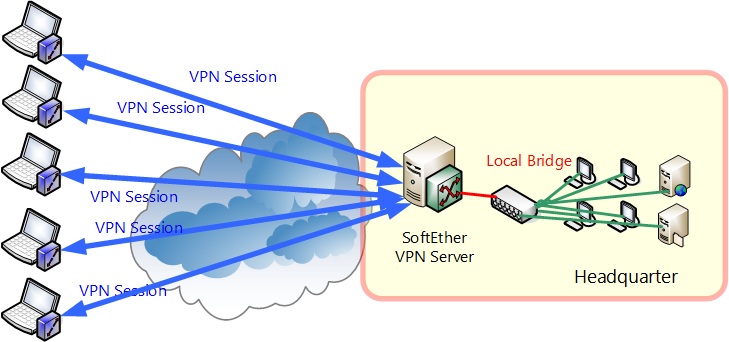 VPN Session
VPN Session
VPN Session
VPN Session
VPN Session
Local Bridge
SoftEther
VPN Server
Headquarter